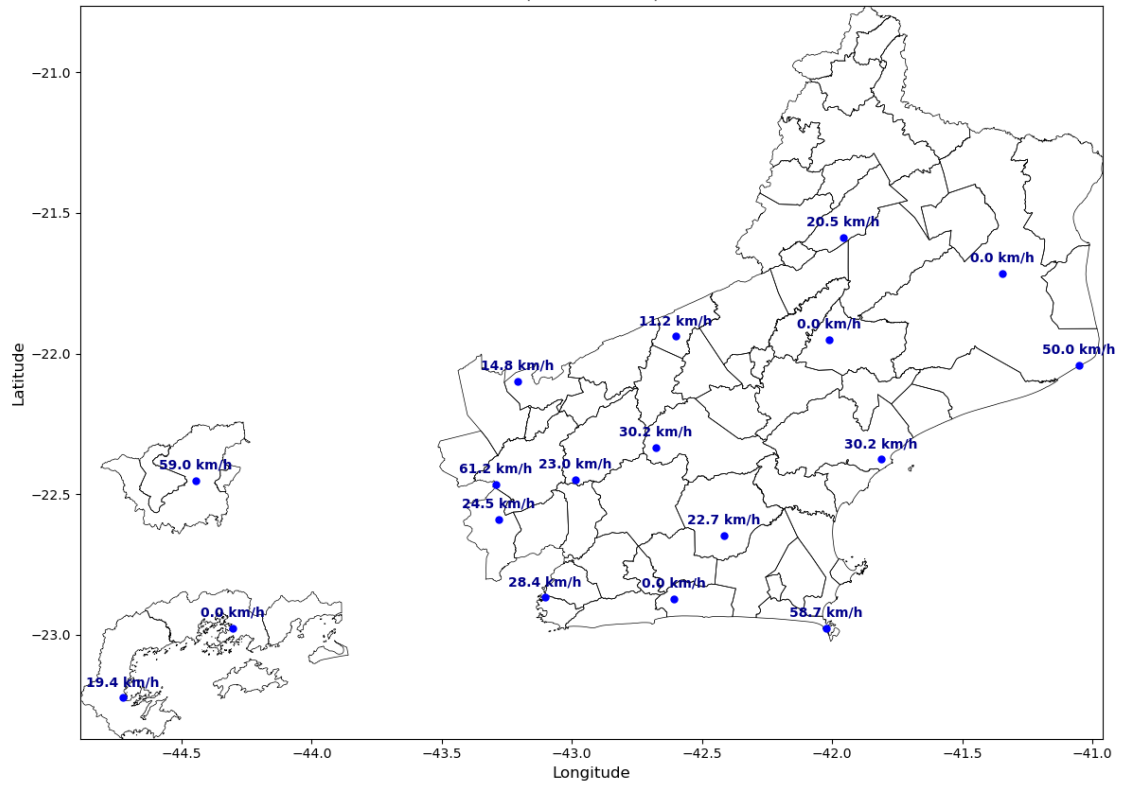 −21.0
−21.5
20.5 km/h
0.0 km/h
11.2 km/h
0.0 km/h
−22.0
50.0 km/h
14.8 km/h
30.2 km/h
30.2 km/h
59.0 km/h
61.2 km/h
23.0 km/h
−22.5
24.5 km/h
22.7 km/h
28.4 km/h
0.0 km/h
0.0 km/h
58.7 km/h
−23.0
19.4 km/h
Latitude
−44.5
−44.0
−43.5
−43.0
−42.5
−42.0
−41.5
−41.0
Longitude